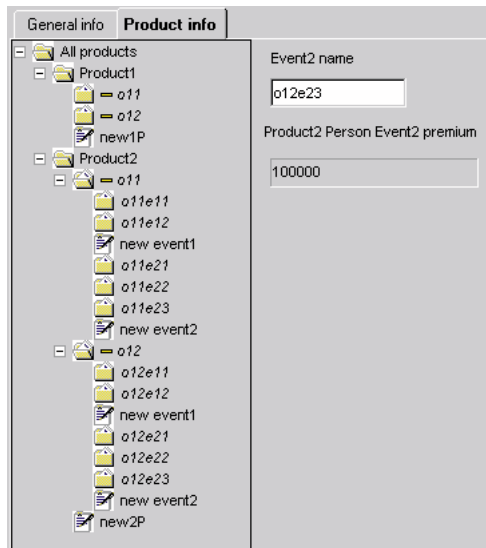 General info
Product info
All products
Product1
o11
o12
new1P
Product2
o11
o11e11
o11e12
new event1
o11e21
o11e22
o11e23
new event2
o12
o12e11
o12e12
new event1
o12e21
o12e22
o12e23
new event2
new2P
Event2 name
o12e23
Product2 Person Event2 premium
100000